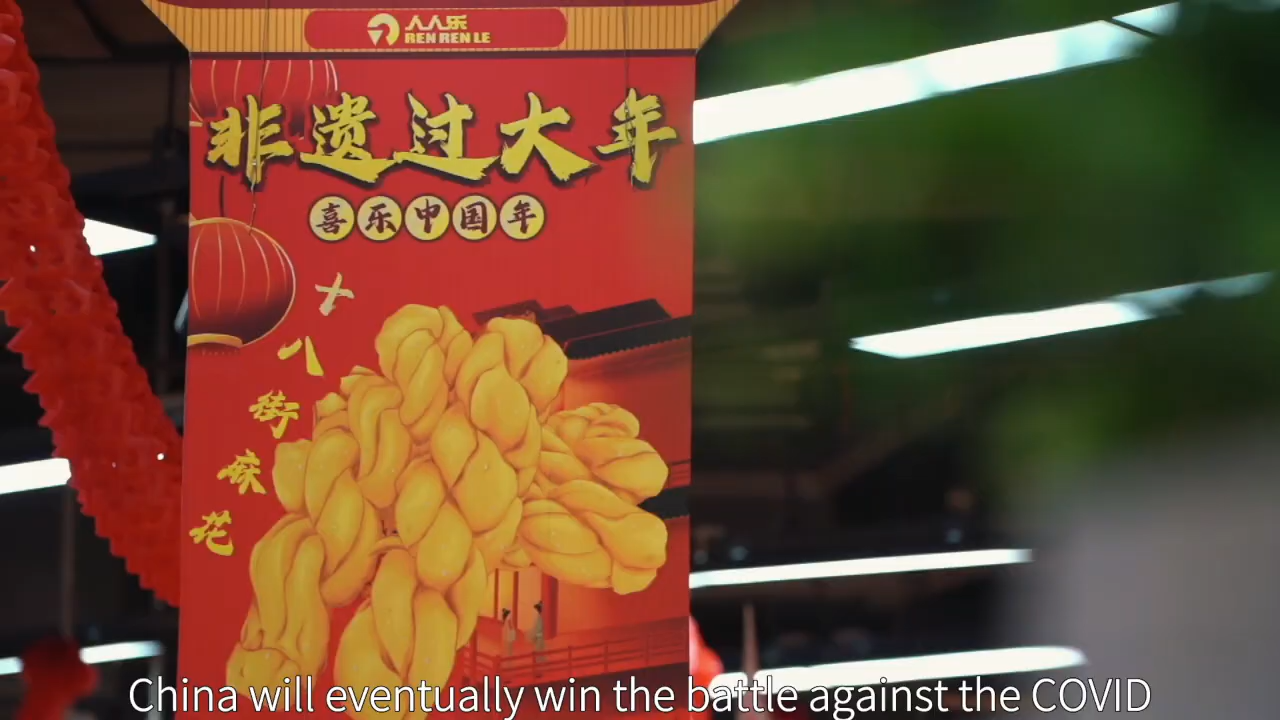 人人乐
REN REN LE
非遗过大年
喜乐中国年
十八街麻花
China will eventually win the battle against the COVID